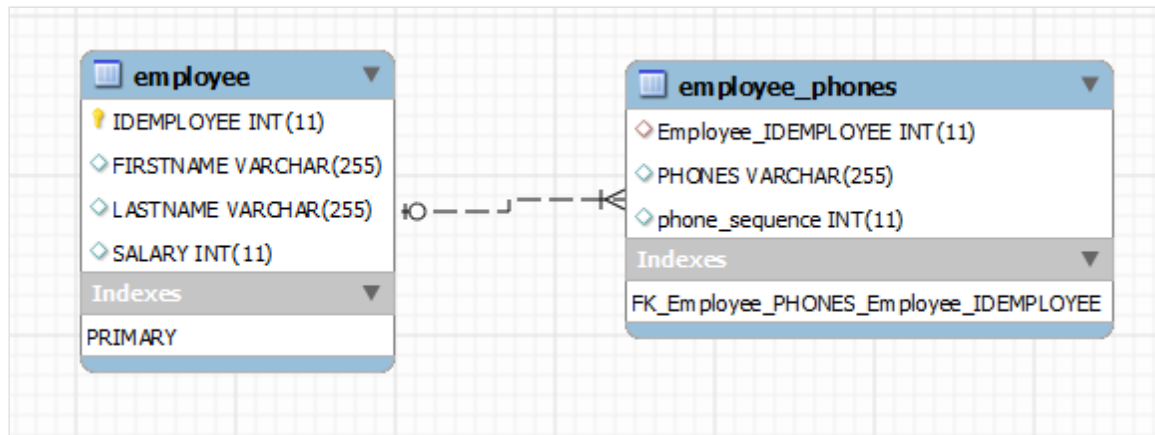 employee
IDEMPLOYEE INT(11)
FIRSTNAME VARCHAR(255)
LASTNAME VARCHAR(255)
SALARY INT(11)
Indexes
PRIMARY
employee_phones
Employee_IDEMPLOYEE INT(11)
PHONES VARCHAR(255)
phone_sequence INT(11)
Indexes
FK_Employee_PHONES_Employee_IDEMPLOYEE